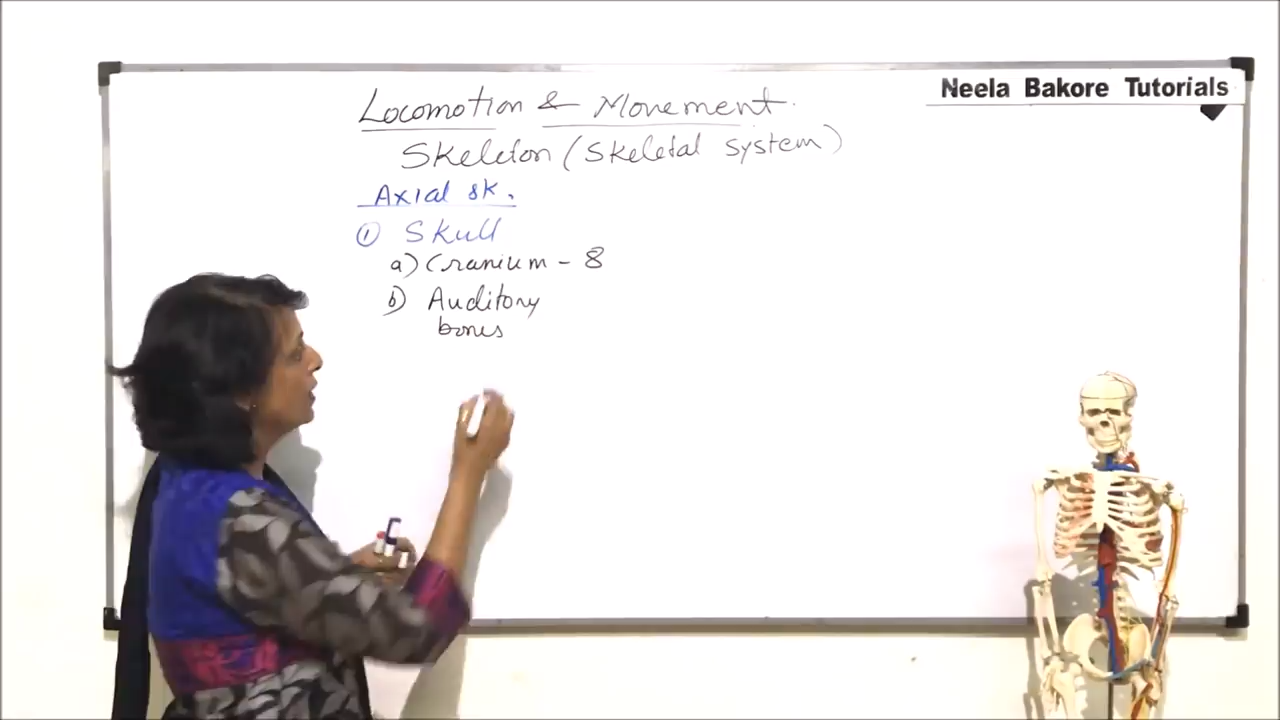 Neela Bakore Tutorials
Locomotion & Movement.
Skeleton (Skeletal system)
Axial sk.
① Skull
a) Cranium - 8
b) Auditory
bones